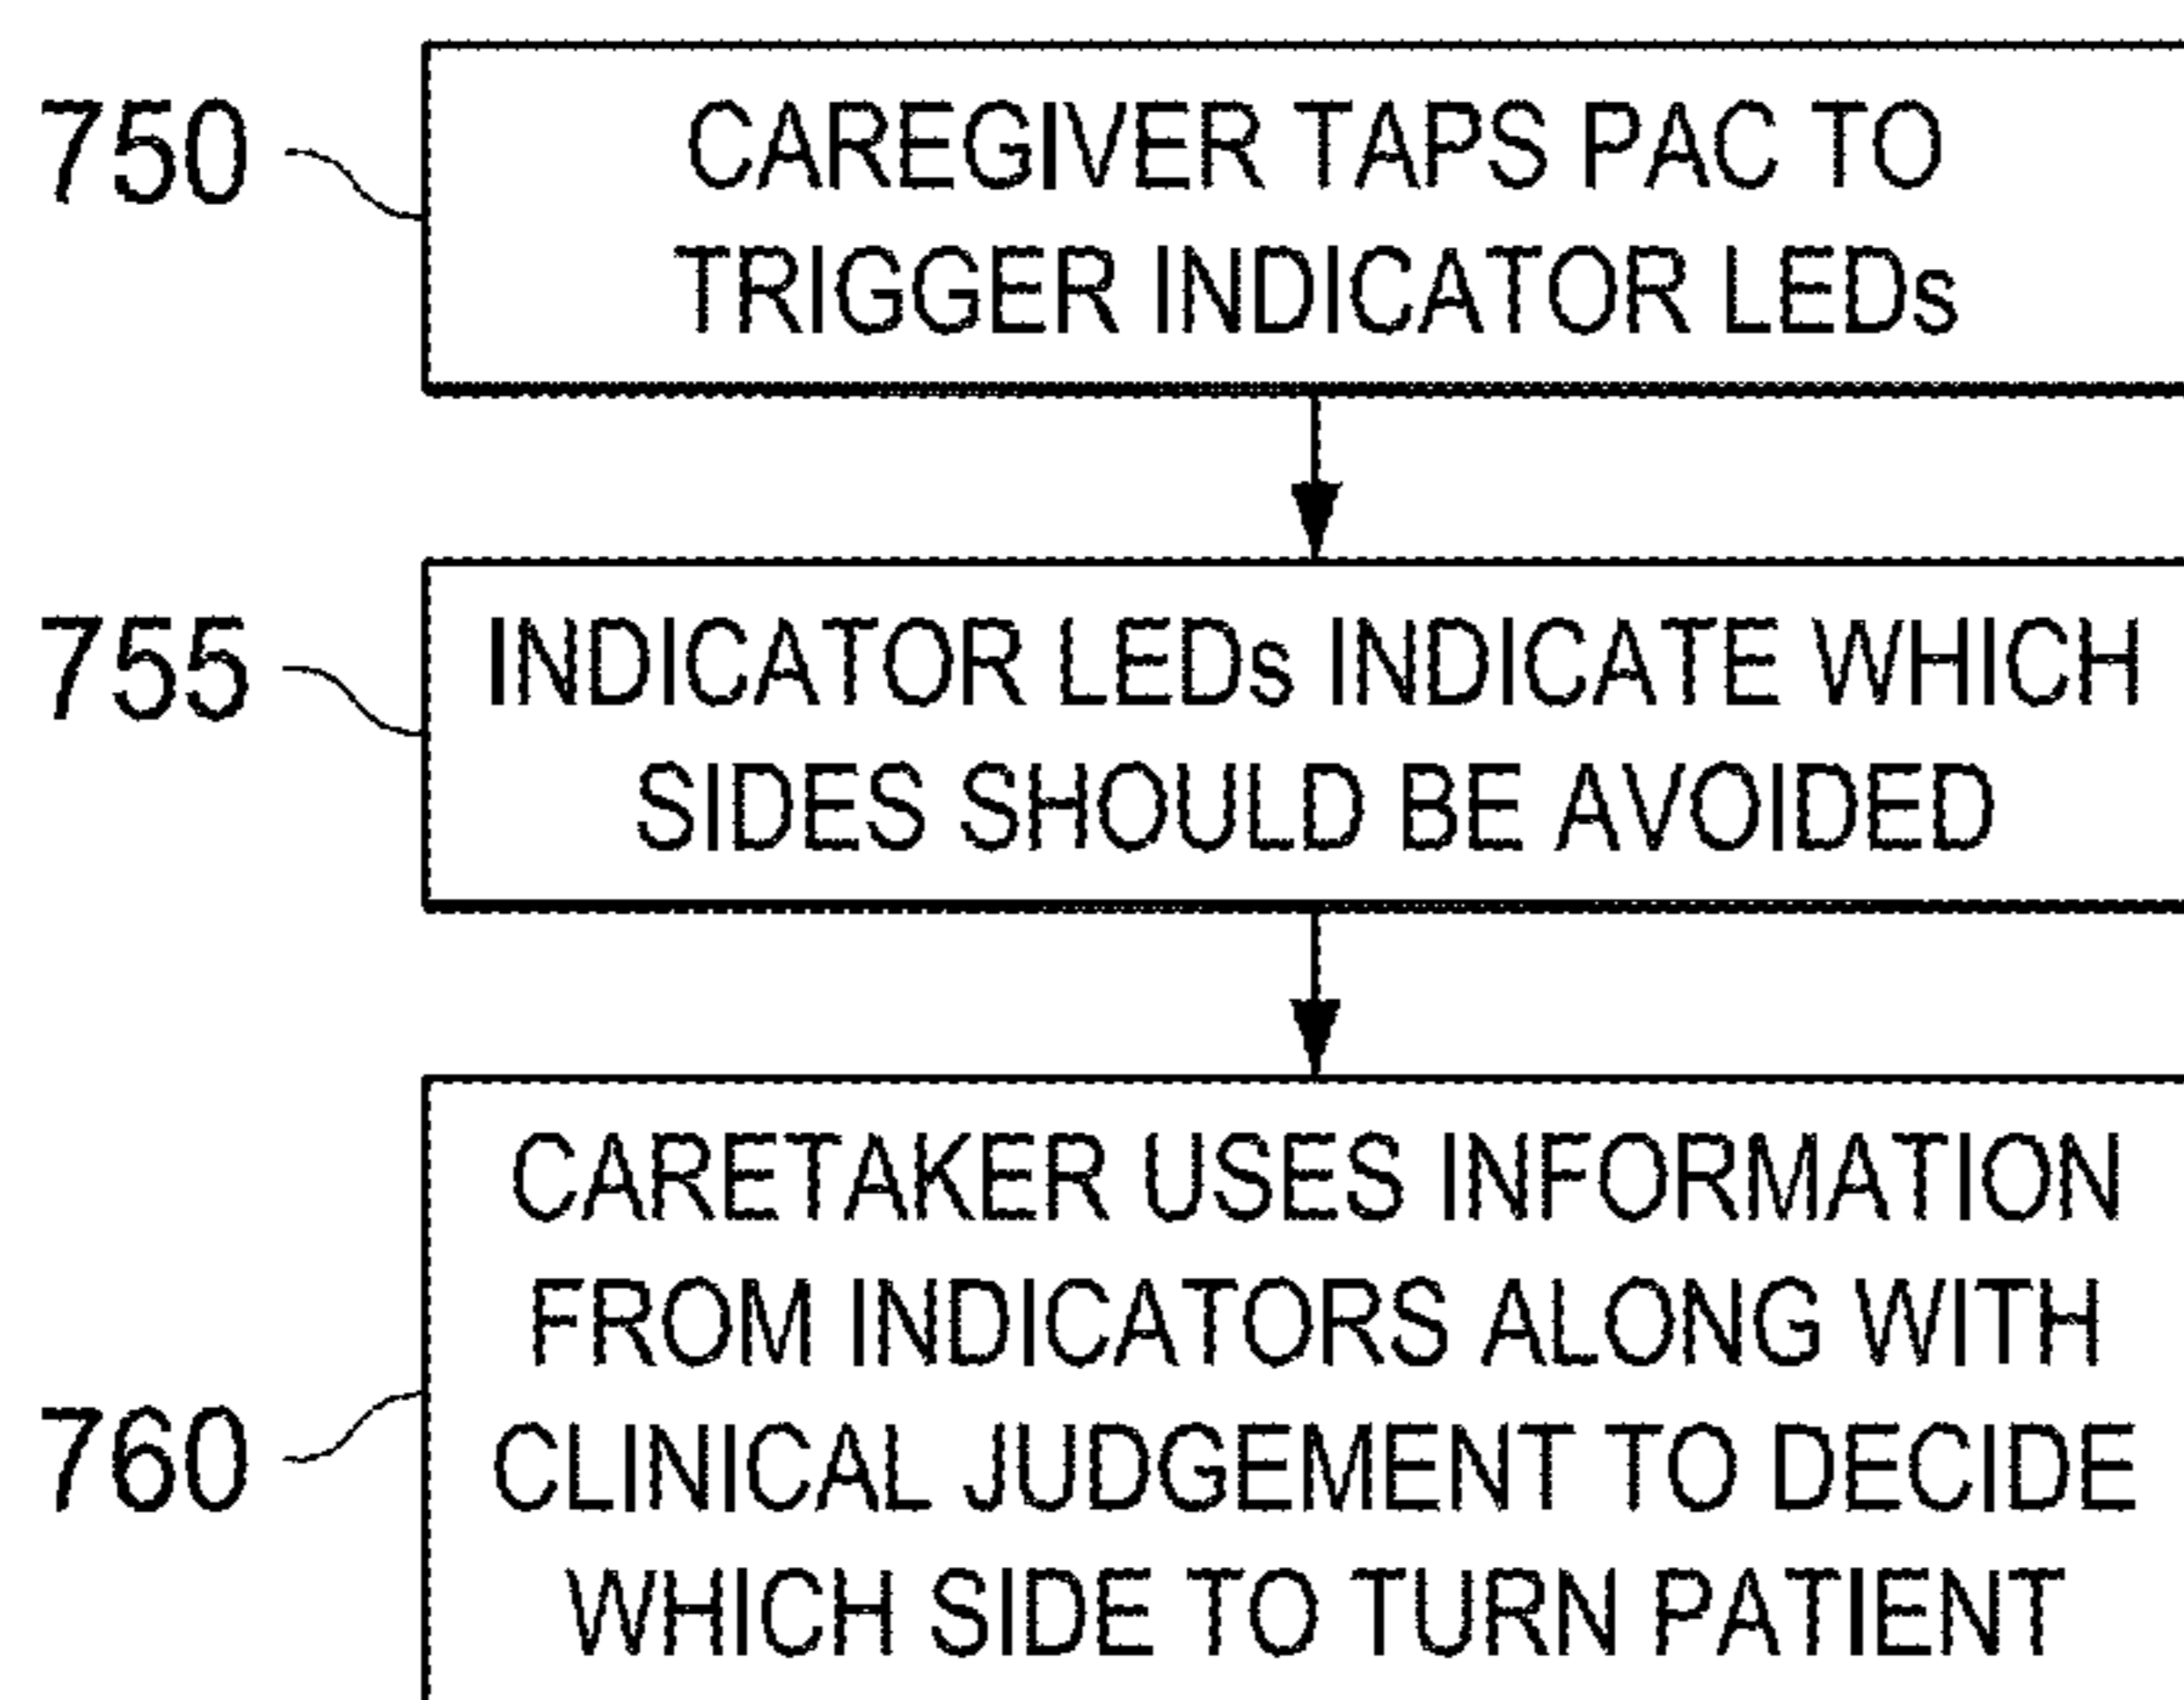 750
CAREGIVER TAPS PAC TO
TRIGGER INDICATOR LEDs
755
INDICATOR LEDs INDICATE WHICH
SIDES SHOULD BE AVOIDED
760
CARETAKER USES INFORMATION
FROM INDICATORS ALONG WITH
CLINICAL JUDGEMENT TO DECIDE
WHICH SIDE TO TURN PATIENT